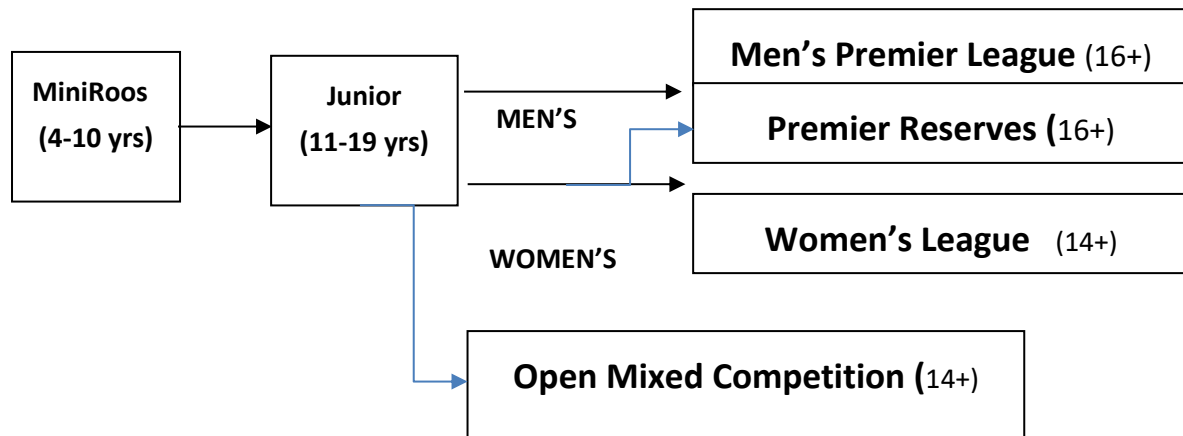 MiniRoos
(4-10 yrs)
Junior
(11-19 yrs)
MEN’S
WOMEN’S
Men’s Premier League (16+)
Premier Reserves (16+)
Women’s League (14+)
Open Mixed Competition (14+)